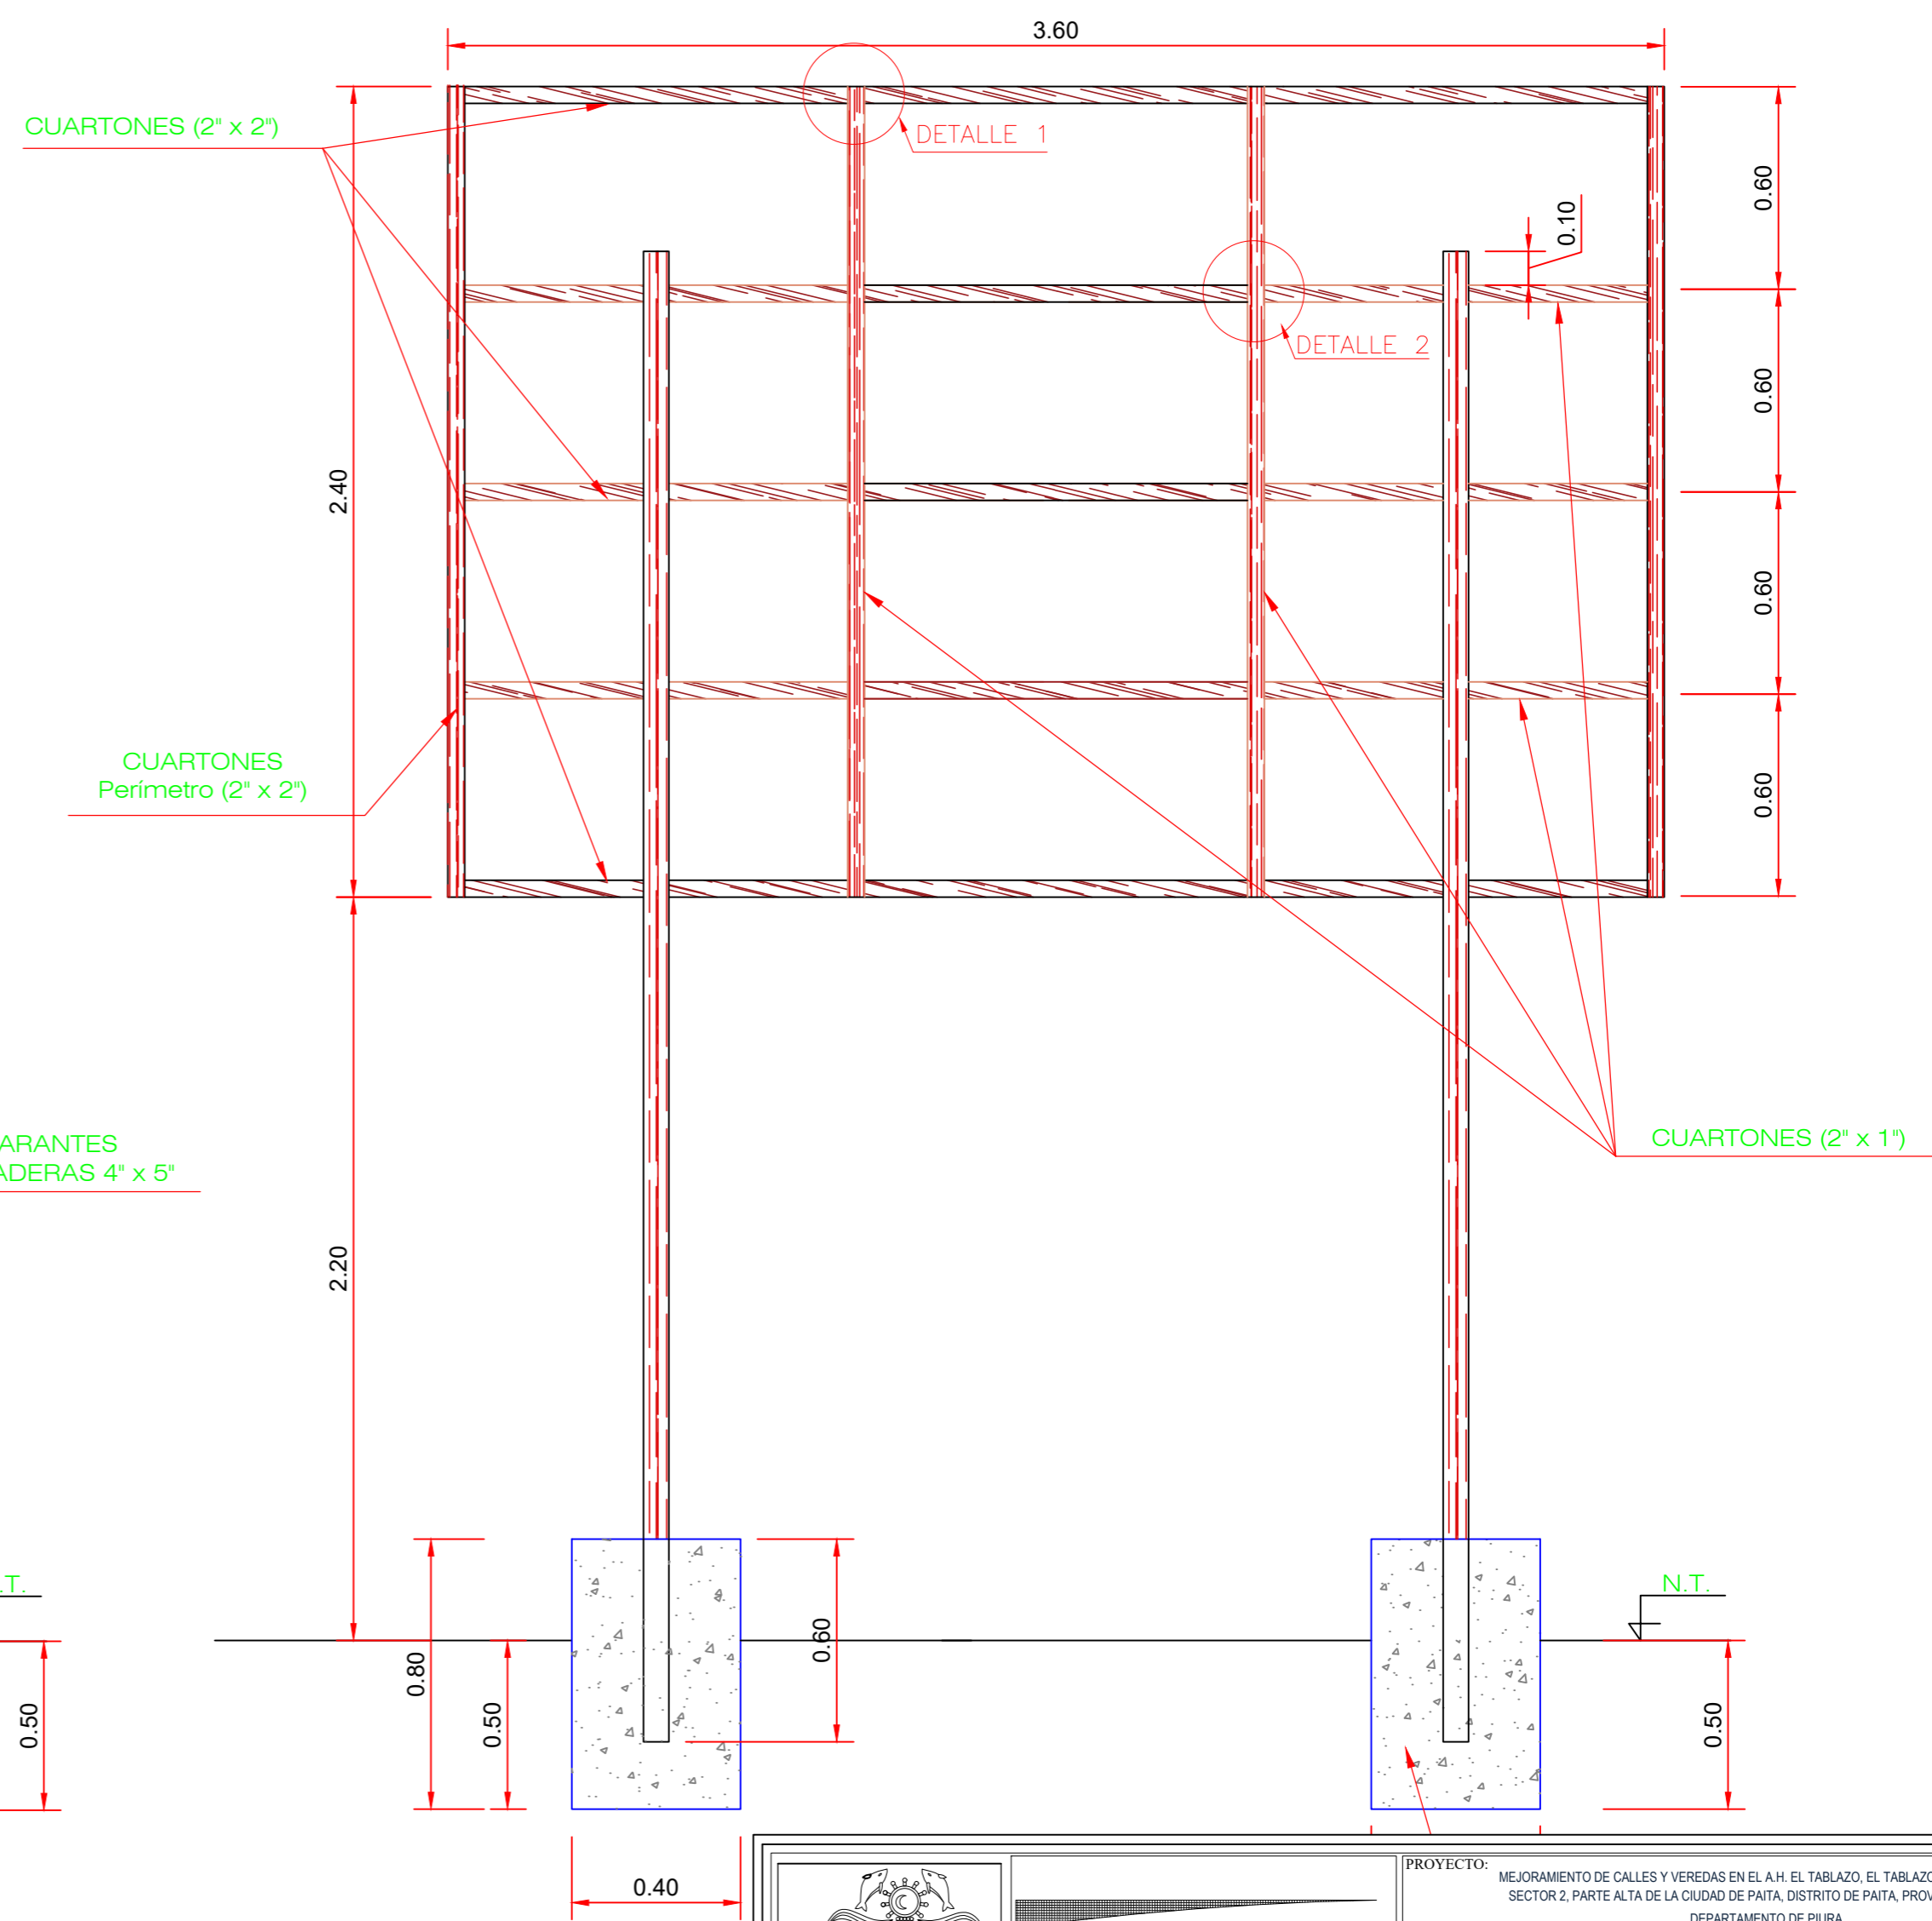 3.60
CUARTONES (2" x 2")
DETALLE 1
0.60
0.10
DETALLE 2
0.60
2.40
0.60
CUARTONES
Perímetro (2" x 2")
0.60
ARANTES
ADERAS 4" x 5"
CUARTONES (2" x 1")
2.20
.T.
N.T.
0.60
0.80
0.50
0.50
0.50
0.40
PROYECTO:
MEJORAMIENTO DE CALLES Y VEREDAS EN EL A.H. EL TABLAZO, EL TABLAZO
SECTOR 2, PARTE ALTA DE LA CIUDAD DE PAITA, DISTRITO DE PAITA, PROV
DEPARTAMENTO DE PIURA